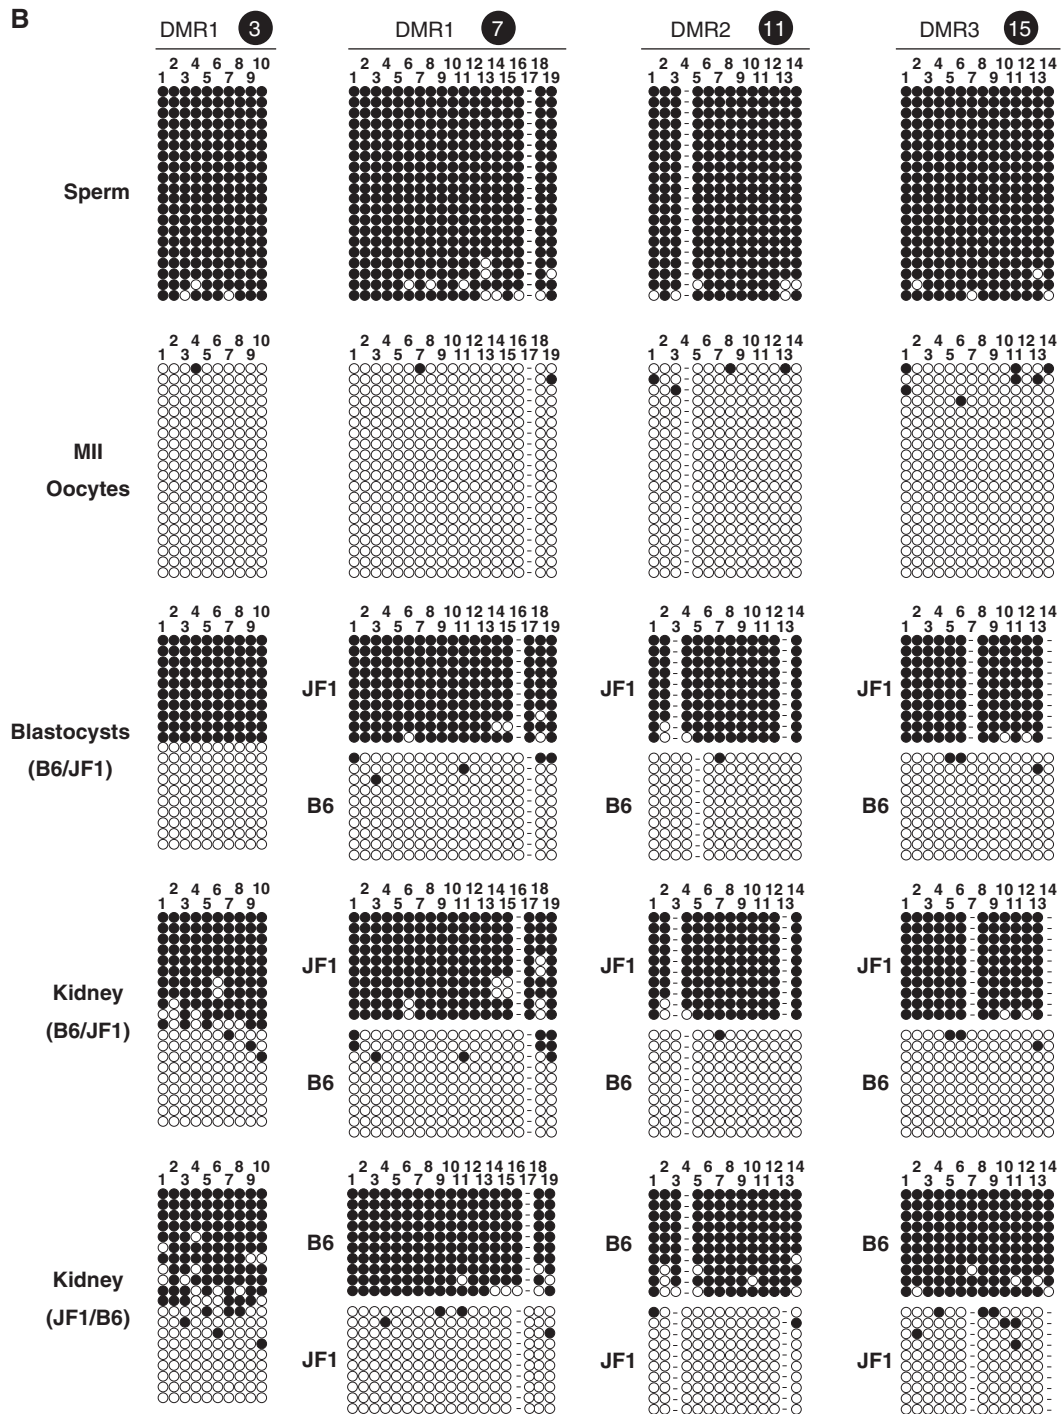 B
DMR1 3 DMR1 7 DMR2 11 DMR3 15
2 4 6 8 10 2 4 6 8 10 12 14 16 18 2 4 6 8 10 12 14 2 4 6 8 10 12 14
1 3 5 7 9 1 3 5 7 9 11 13 15 17 19 1 3 5 7 9 11 13 1 3 5 7 9 11 13
Sperm
2 4 6 8 10 2 4 6 8 10 12 14 16 18 2 4 6 8 10 12 14 2 4 6 8 10 12 14
1 3 5 7 9 1 3 5 7 9 11 13 15 17 19 1 3 5 7 9 11 13 1 3 5 7 9 11 13
MII
Oocytes
2 4 6 8 10 2 4 6 8 10 12 14 16 18 2 4 6 8 10 12 14 2 4 6 8 10 12 14
1 3 5 7 9 1 3 5 7 9 11 13 15 17 19 1 3 5 7 9 11 13 1 3 5 7 9 11 13
JF1 JF1 JF1
Blastocysts
(B6/JF1)
B6 B6 B6
2 4 6 8 10 2 4 6 8 10 12 14 16 18 2 4 6 8 10 12 14 2 4 6 8 10 12 14
1 3 5 7 9 1 3 5 7 9 11 13 15 17 19 1 3 5 7 9 11 13 1 3 5 7 9 11 13
JF1 JF1 JF1
Kidney
(B6/JF1)
B6 B6 B6
2 4 6 8 10 2 4 6 8 10 12 14 16 18 2 4 6 8 10 12 14 2 4 6 8 10 12 14
1 3 5 7 9 1 3 5 7 9 11 13 15 17 19 1 3 5 7 9 11 13 1 3 5 7 9 11 13
B6 B6 B6
Kidney
(JF1/B6)
JF1 JF1 JF1